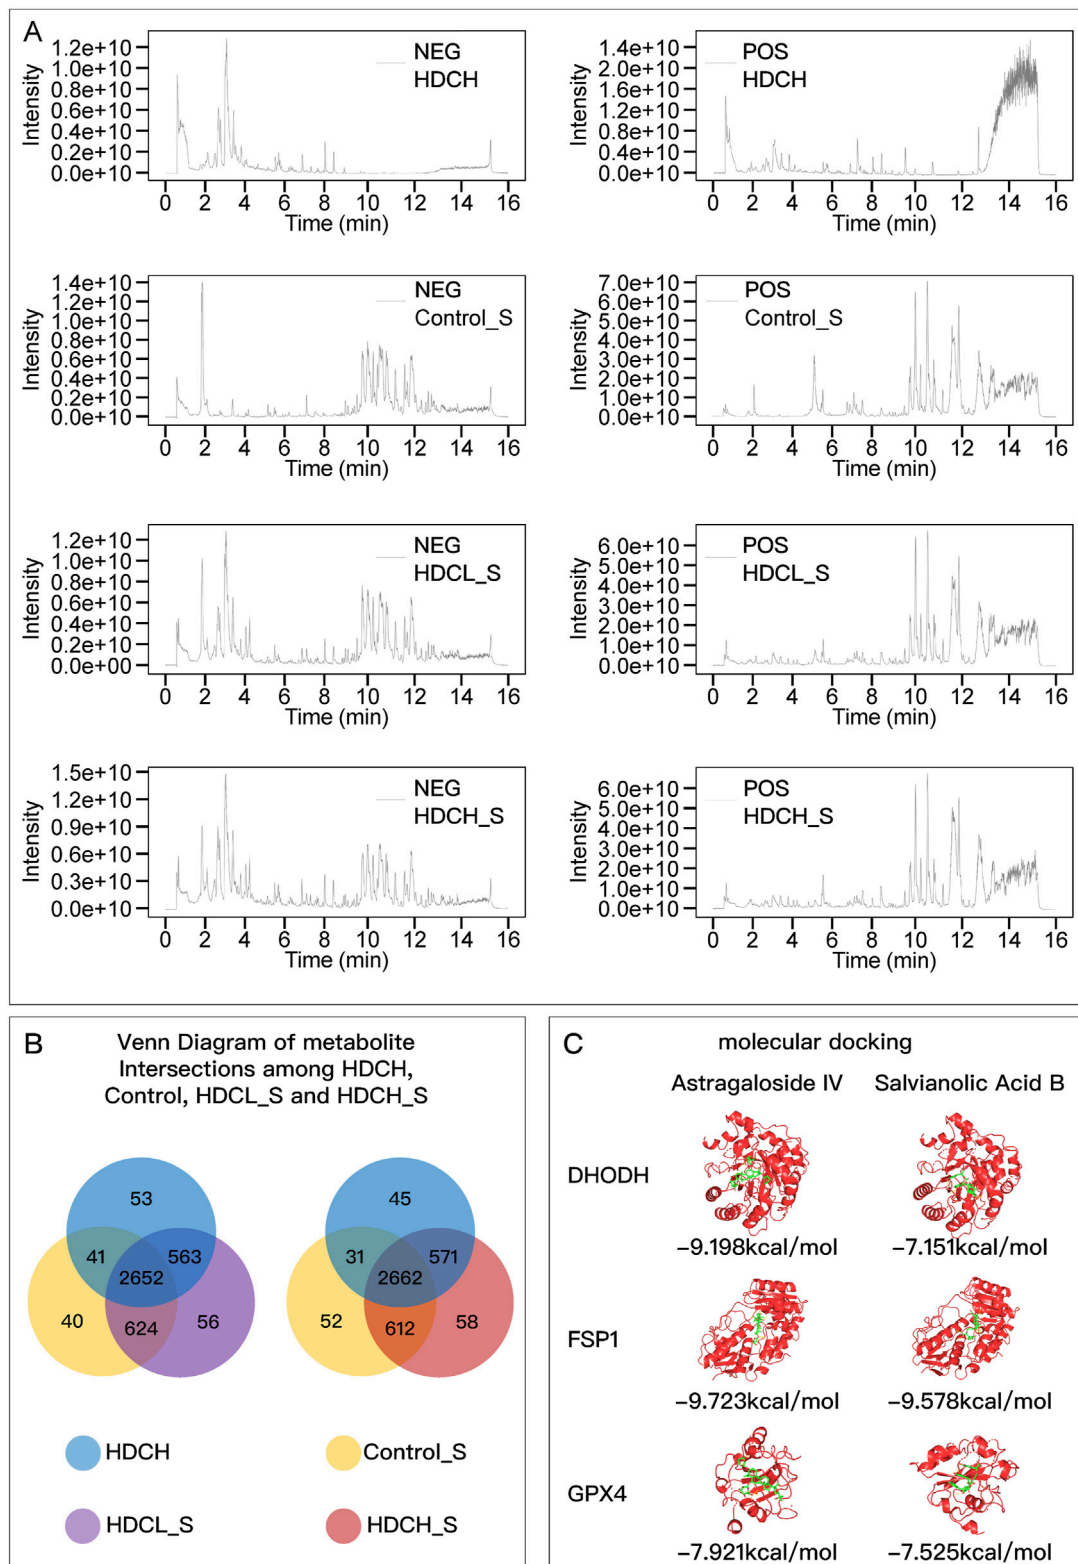 A
Intensity
1.2e+10
1.0e+10
0.8e+10
0.6e+10
0.4e+10
0.2e+10
0.0e+10
NEG
HDCH
0 2 4 6 8 10 12 14 16
Time (min)
Intensity
1.4e+10
2.0e+10
1.6e+10
1.2e+10
0.8e+10
0.4e+10
0.0e+10
POS
HDCH
0 2 4 6 8 10 12 14 16
Time (min)
Intensity
1.4e+10
1.2e+10
1.0e+10
0.8e+10
0.6e+10
0.4e+10
0.2e+10
0.0e+10
NEG
Control_S
0 2 4 6 8 10 12 14 16
Time (min)
Intensity
7.0e+10
6.0e+10
5.0e+10
4.0e+10
3.0e+10
2.0e+10
1.0e+10
0.0e+10
POS
Control_S
0 2 4 6 8 10 12 14 16
Time (min)
Intensity
1.2e+10
1.0e+10
0.8e+10
0.6e+10
0.4e+10
0.2e+10
0.0e+00
NEG
HDCL_S
0 2 4 6 8 10 12 14 16
Time (min)
Intensity
6.0e+10
5.0e+10
4.0e+10
3.0e+10
2.0e+10
1.0e+10
0.0e+10
POS
HDCL_S
0 2 4 6 8 10 12 14 16
Time (min)
Intensity
1.5e+10
1.2e+10
0.9e+10
0.6e+10
0.3e+10
0.0e+10
NEG
HDCH_S
0 2 4 6 8 10 12 14 16
Time (min)
Intensity
6.0e+10
5.0e+10
4.0e+10
3.0e+10
2.0e+10
1.0e+10
0.0e+10
POS
HDCH_S
0 2 4 6 8 10 12 14 16
Time (min)
B
Venn Diagram of metabolite
Intersections among HDCH,
Control, HDCL_S and HDCH_S
53
41 563
2652
40 624 56
45
31 571
2662
52 612 58
HDCH
Control_S
HDCL_S
HDCH_S
C
molecular docking
Astragaloside IV Salvianolic Acid B
DHODH
−9.198kcal/mol −7.151kcal/mol
FSP1
−9.723kcal/mol −9.578kcal/mol
GPX4
−7.921kcal/mol −7.525kcal/mol